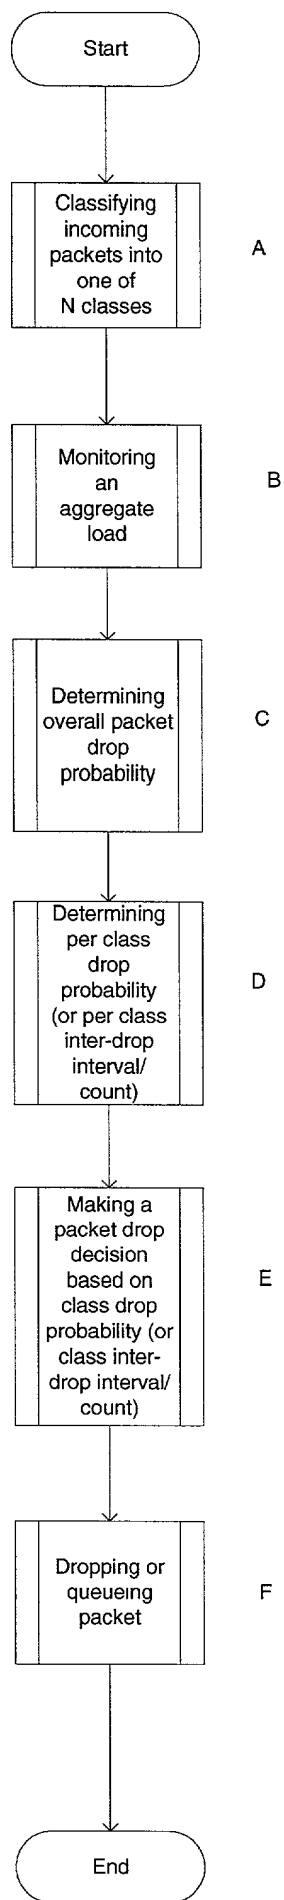 Start
Classifying
incoming
packets into
one of
N classes
A
Monitoring
an
aggregate
load
B
Determining
overall packet
drop
probability
C
Determining
per class
drop
probability
(or per class
inter-drop
interval/
count)
D
Making a
packet drop
decision
based on
class drop
probability (or
class inter-
drop interval/
count)
E
Dropping or
queueing
packet
F
End